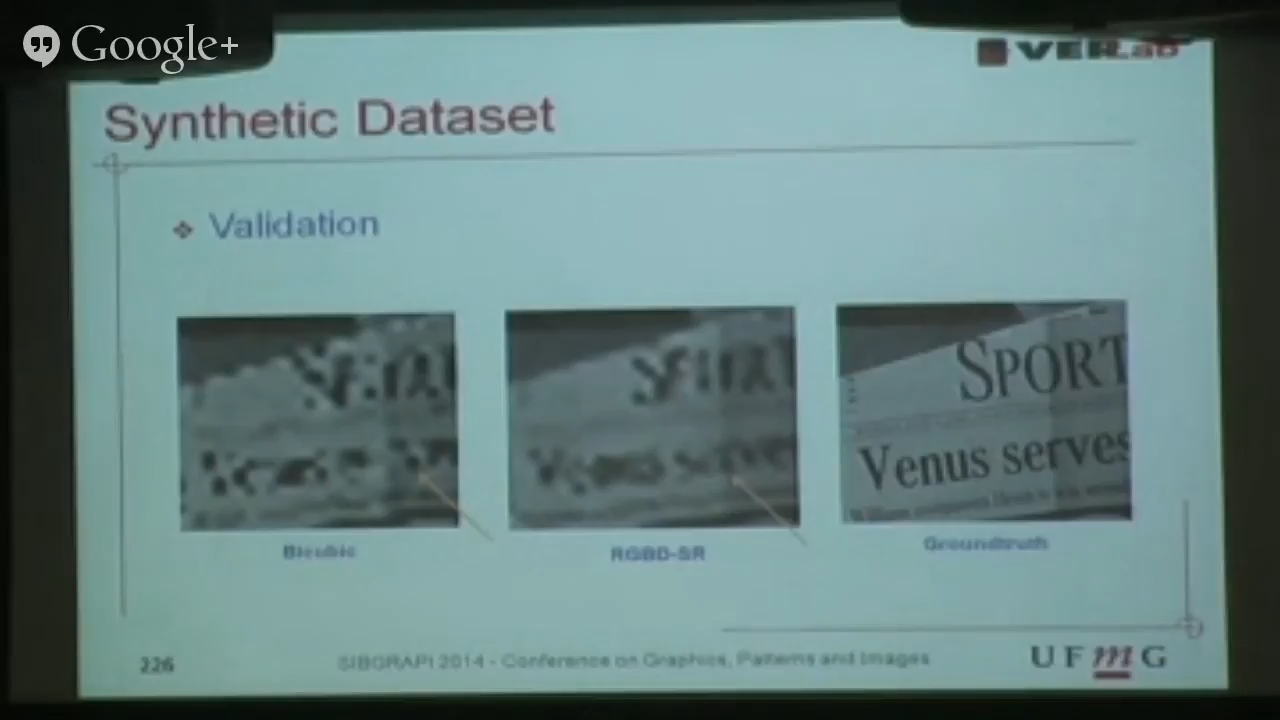 Google+
VERLab
Synthetic Dataset
Validation
SPORT
Venus serves
Bicubic
RGBD-SR
Groundtruth
226
SIBGRAPI 2014 - Conference on Graphics, Patterns and Images
UFmG